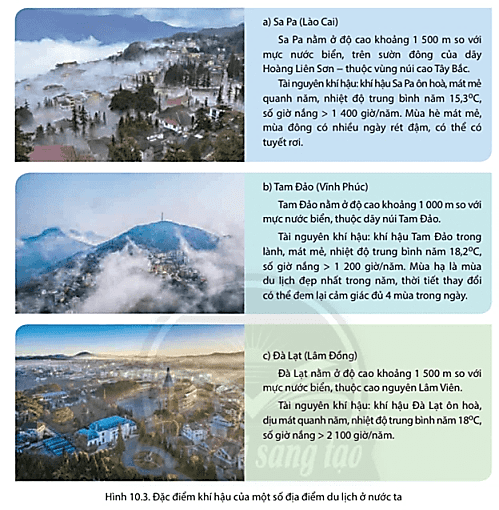 a) Sa Pa (Lào Cai)
Sa Pa nằm ở độ cao khoảng 1 500 m so với
mực nước biển, trên sườn đông của dãy
Hoàng Liên Sơn – thuộc vùng núi cao Tây Bắc.
Tài nguyên khí hậu: khí hậu Sa Pa ôn hoà, mát mẻ
quanh năm, nhiệt độ trung bình năm 15,3°C,
số giờ nắng > 1 400 giờ/năm. Mùa hè mát mẻ,
mùa đông có nhiều ngày rét đậm, có thể có
tuyết rơi.
b) Tam Đảo (Vĩnh Phúc)
Tam Đảo nằm ở độ cao khoảng 1 000 m so với
mực nước biển, thuộc dãy núi Tam Đảo.
Tài nguyên khí hậu: khí hậu Tam Đảo trong
lành, mát mẻ, nhiệt độ trung bình năm 18,2°C,
số giờ nắng > 1 200 giờ/năm. Mùa hạ là mùa
du lịch đẹp nhất trong năm, thời tiết thay đổi
có thể đem lại cảm giác đủ 4 mùa trong ngày.
c) Đà Lạt (Lâm Đồng)
Đà Lạt nằm ở độ cao khoảng 1 500 m so với
mực nước biển, thuộc cao nguyên Lâm Viên.
Tài nguyên khí hậu: khí hậu Đà Lạt ôn hoà,
dịu mát quanh năm, nhiệt độ trung bình năm 18°C,
số giờ nắng > 2 100 giờ/năm.
sáng tạo
Hình 10.3. Đặc điểm khí hậu của một số địa điểm du lịch ở nước ta